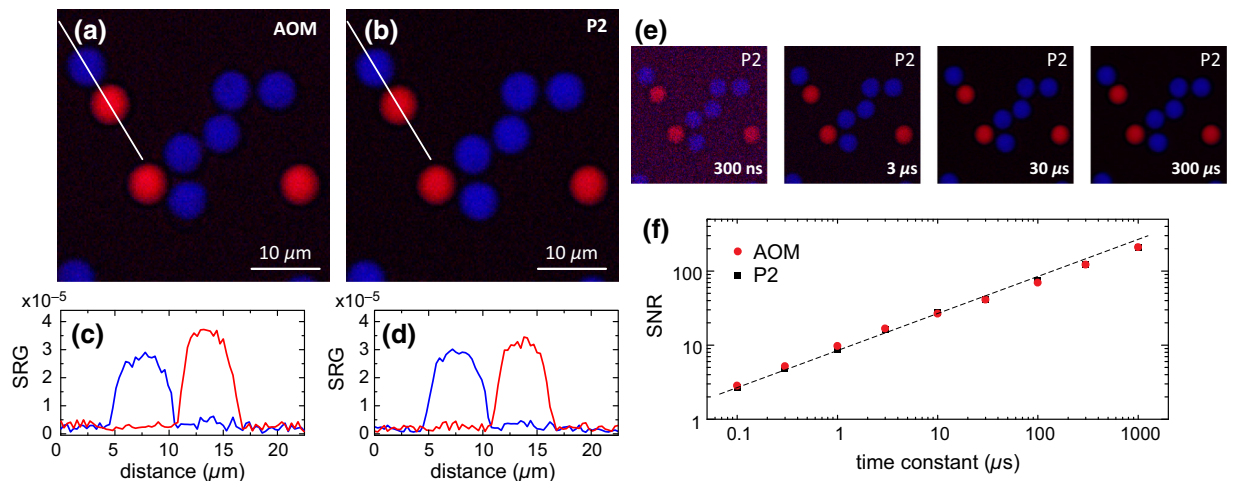 (a) AOM
10 µm
(b) P2
10 µm
(e)
P2
300 ns
P2
3 µs
P2
30 µs
P2
300 µs
x10⁻⁵
(c)
SRG
4
3
2
1
0
0 5 10 15 20
distance (µm)
x10⁻⁵
(d)
SRG
4
3
2
1
0
0 5 10 15 20
distance (µm)
(f)
AOM
P2
SNR
100
10
1
0.1 1 10 100 1000
time constant (µs)